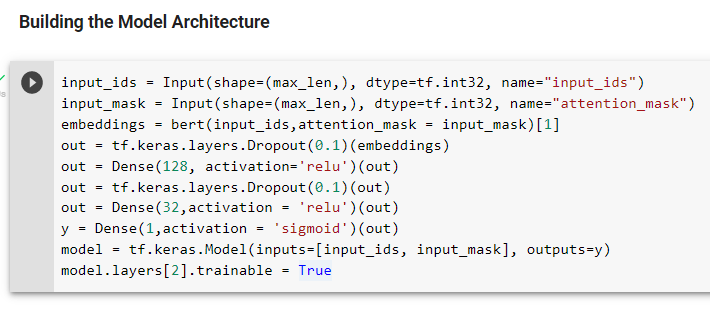 Building the Model Architecture
input_ids = Input(shape=(max_len,), dtype=tf.int32, name="input_ids")
input_mask = Input(shape=(max_len,), dtype=tf.int32, name="attention_mask")
embeddings = bert(input_ids,attention_mask = input_mask)[1]
out = tf.keras.layers.Dropout(0.1)(embeddings)
out = Dense(128, activation='relu')(out)
out = tf.keras.layers.Dropout(0.1)(out)
out = Dense(32,activation = 'relu')(out)
y = Dense(1,activation = 'sigmoid')(out)
model = tf.keras.Model(inputs=[input_ids, input_mask], outputs=y)
model.layers[2].trainable = True